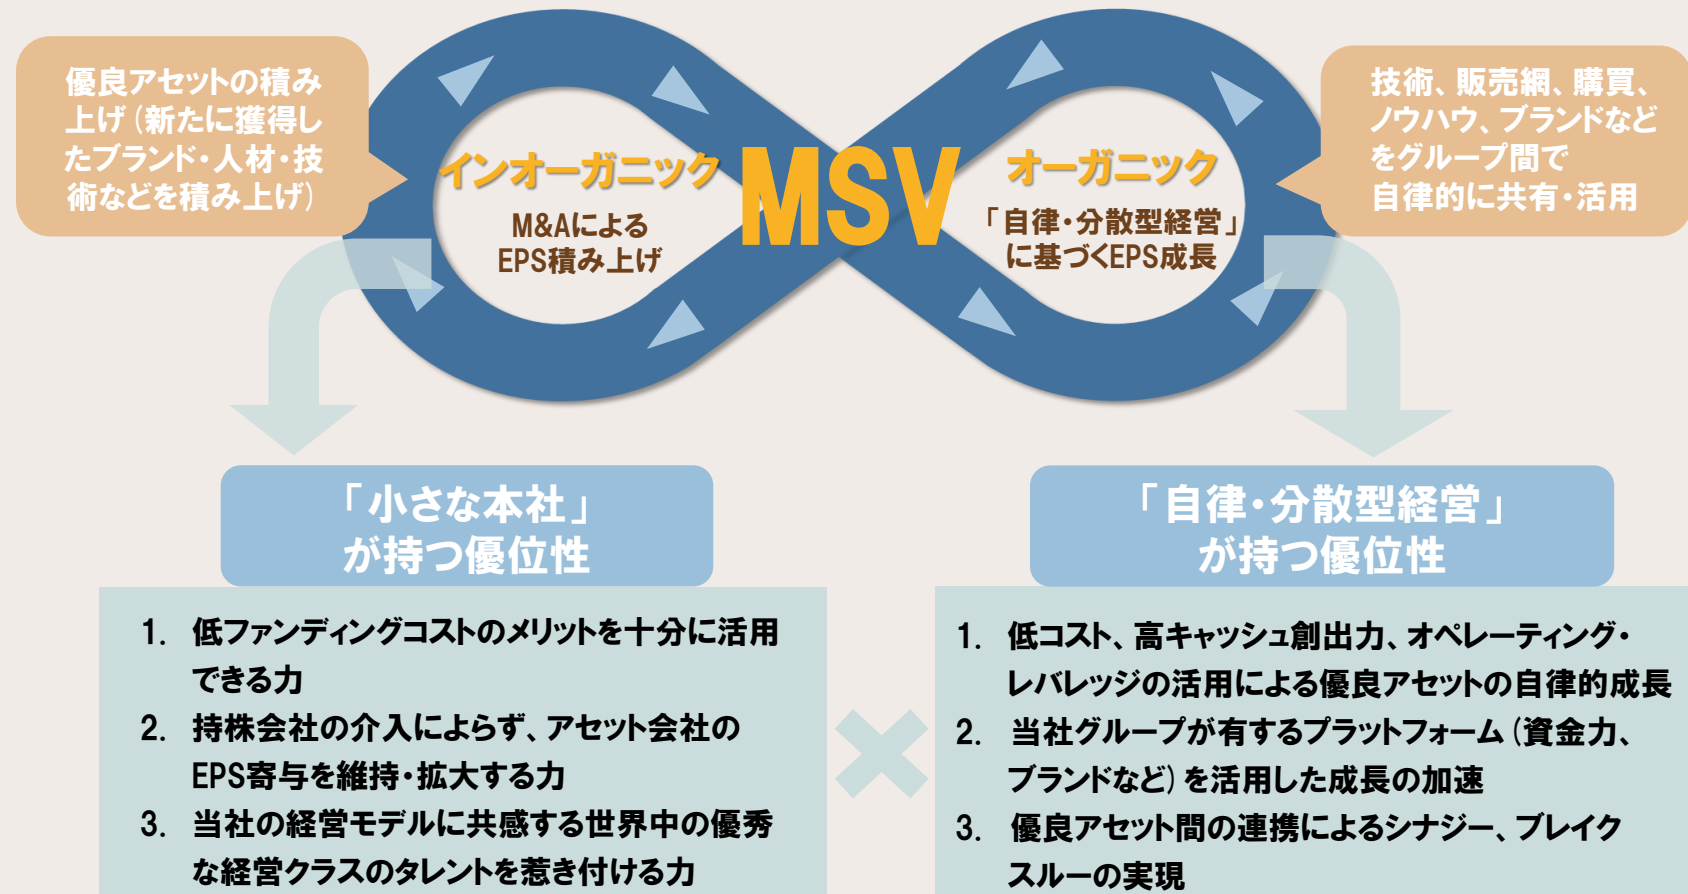 優良アセットの積み
上げ（新たに獲得し
たブランド・人材・技
術などを積み上げ）
インオーガニック
M&Aによる
EPS積み上げ
MSV
オーガニック
「自律・分散型経営」
に基づくEPS成長
技術、販売網、購買、
ノウハウ、ブランドなど
をグループ間で
自律的に共有・活用
「小さな本社」
が持つ優位性
1. 低ファンディングコストのメリットを十分に活用
できる力
2. 持株会社の介入によらず、アセット会社の
EPS寄与を維持・拡大する力
3. 当社の経営モデルに共感する世界中の優秀
な経営クラスのタレントを惹き付ける力
「自律・分散型経営」
が持つ優位性
1. 低コスト、高キャッシュ創出力、オペレーティング・
レバレッジの活用による優良アセットの自律的成長
2. 当社グループが有するプラットフォーム（資金力、
ブランドなど）を活用した成長の加速
3. 優良アセット間の連携によるシナジー、ブレイク
スルーの実現